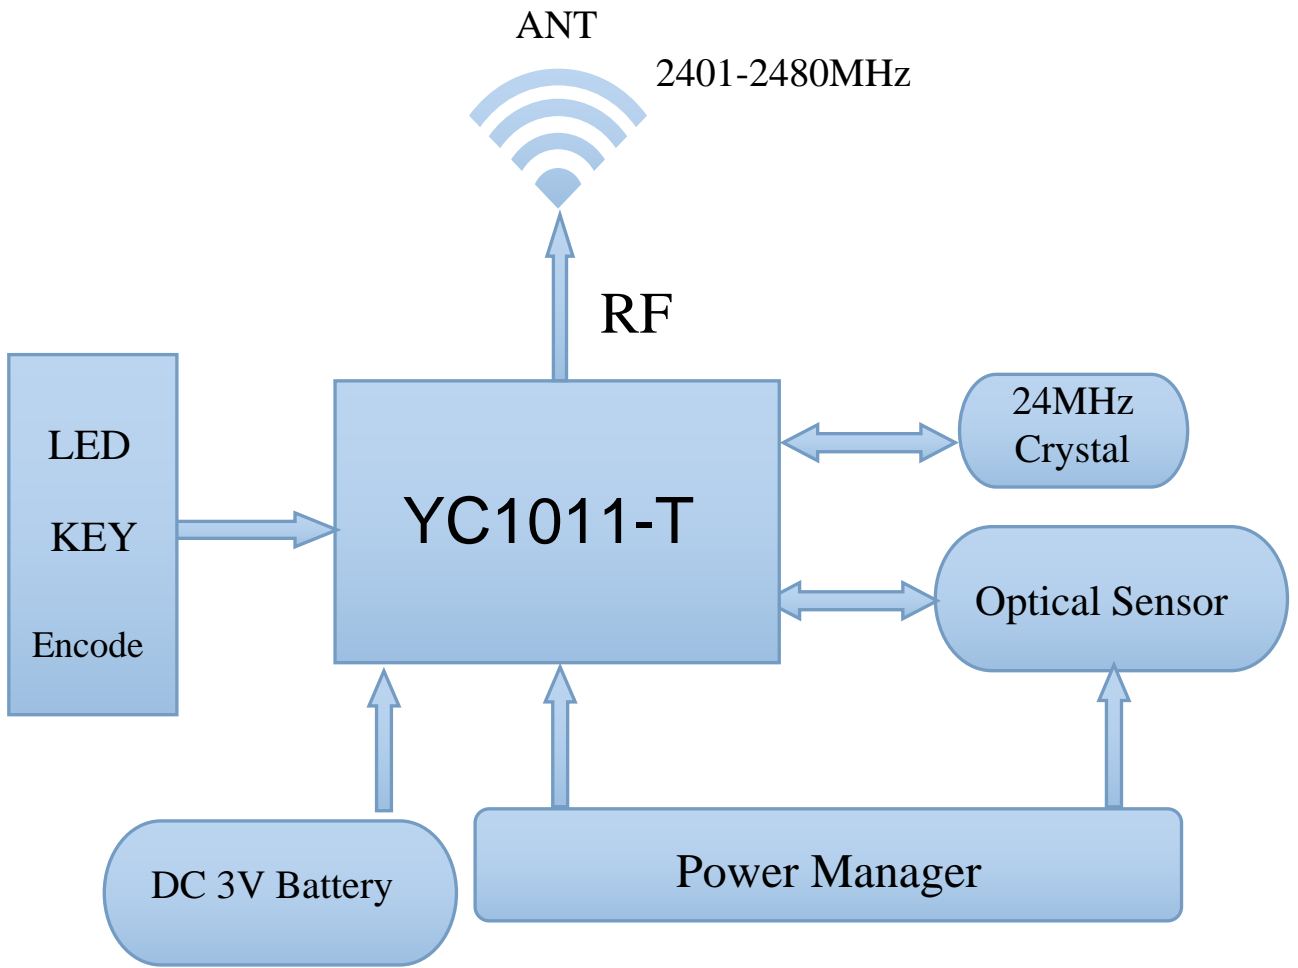 ANT
2401-2480MHz
RF
LED
KEY
Encode
YC1011-T
24MHz
Crystal
Optical Sensor
DC 3V Battery
Power Manager